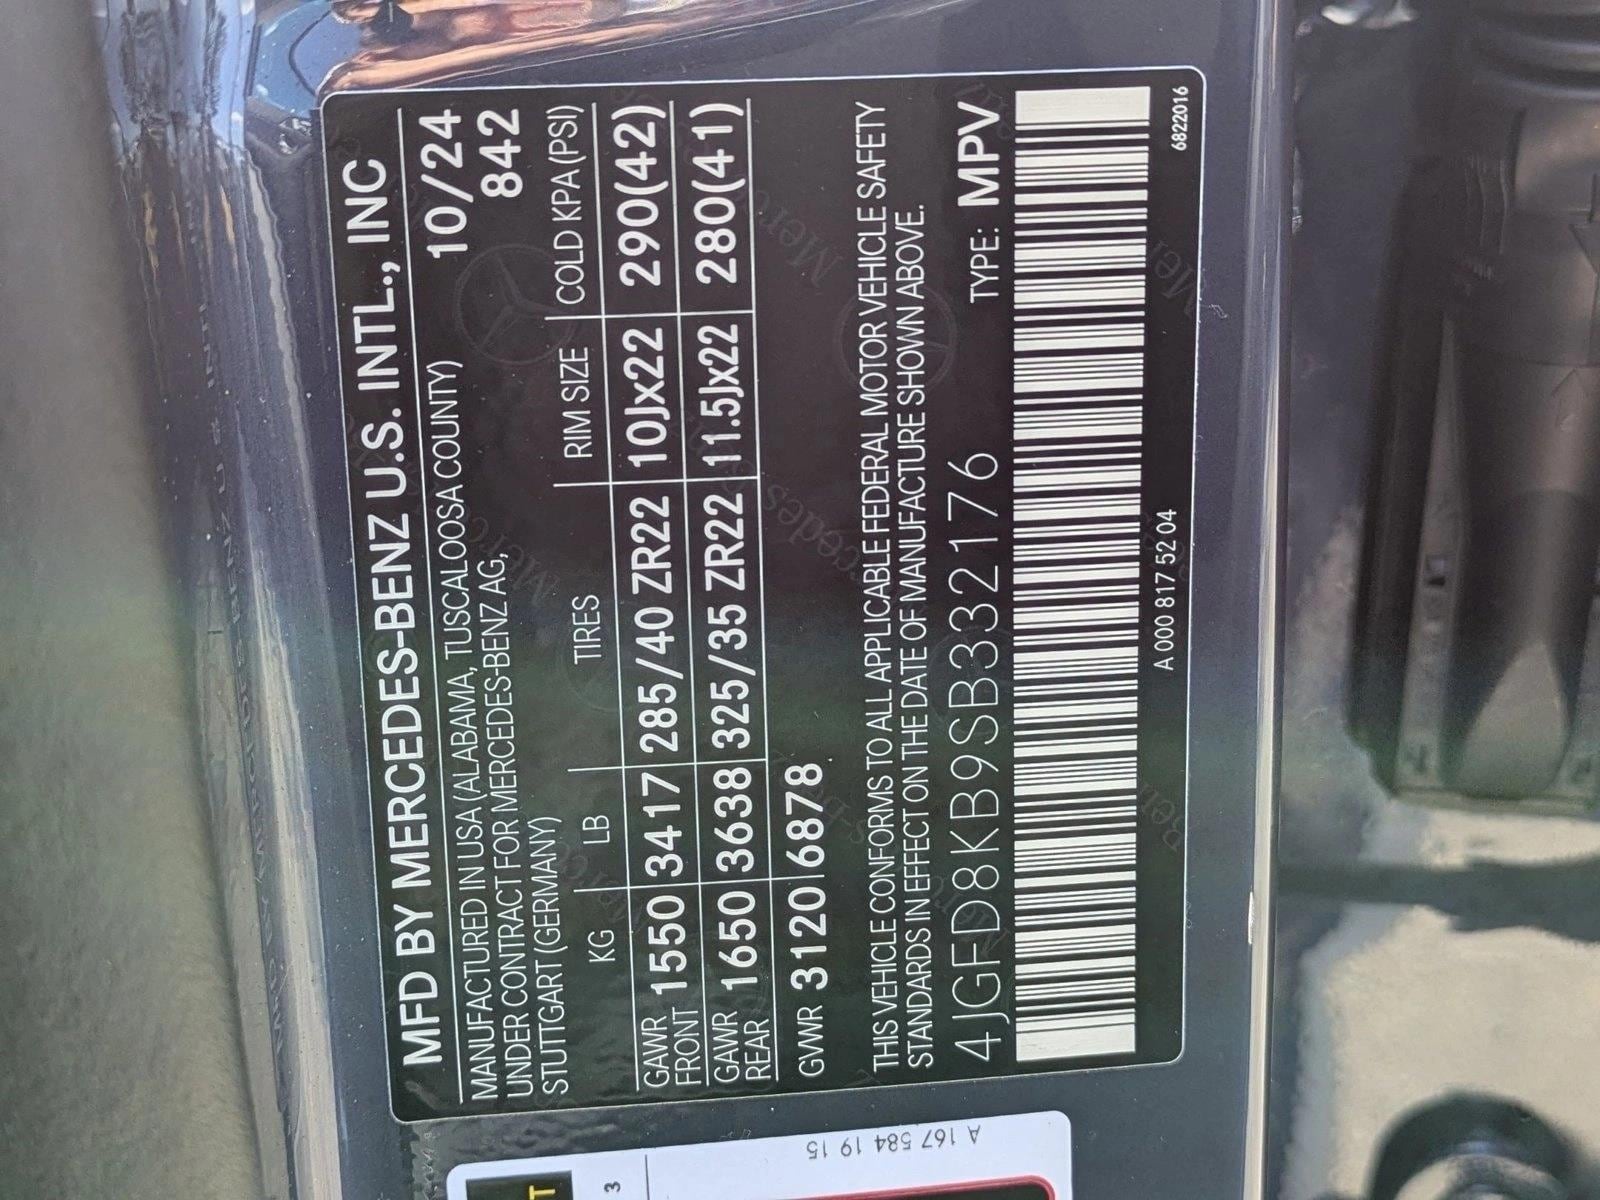 MFD BY MERCEDES-BENZ U.S. INTL., INC
MANUFACTURED IN USA (ALABAMA, TUSCALOOSA COUNTY) 10/24
UNDER CONTRACT FOR MERCEDES-BENZ AG, 842
STUTTGART (GERMANY)
KG LB TIRES RIM SIZE COLD KPA (PSI)
GAWR FRONT 1550 3417 285/40 ZR22 10Jx22 290(42)
GAWR REAR 1650 3638 325/35 ZR22 11.5Jx22 280(41)
GVWR 3120 6878
THIS VEHICLE CONFORMS TO ALL APPLICABLE FEDERAL MOTOR VEHICLE SAFETY
STANDARDS IN EFFECT ON THE DATE OF MANUFACTURE SHOWN ABOVE.
4JGFD8KB9SB332176 TYPE: MPV
A 000 817 52 04 6822016
A 167 584 19 15
3